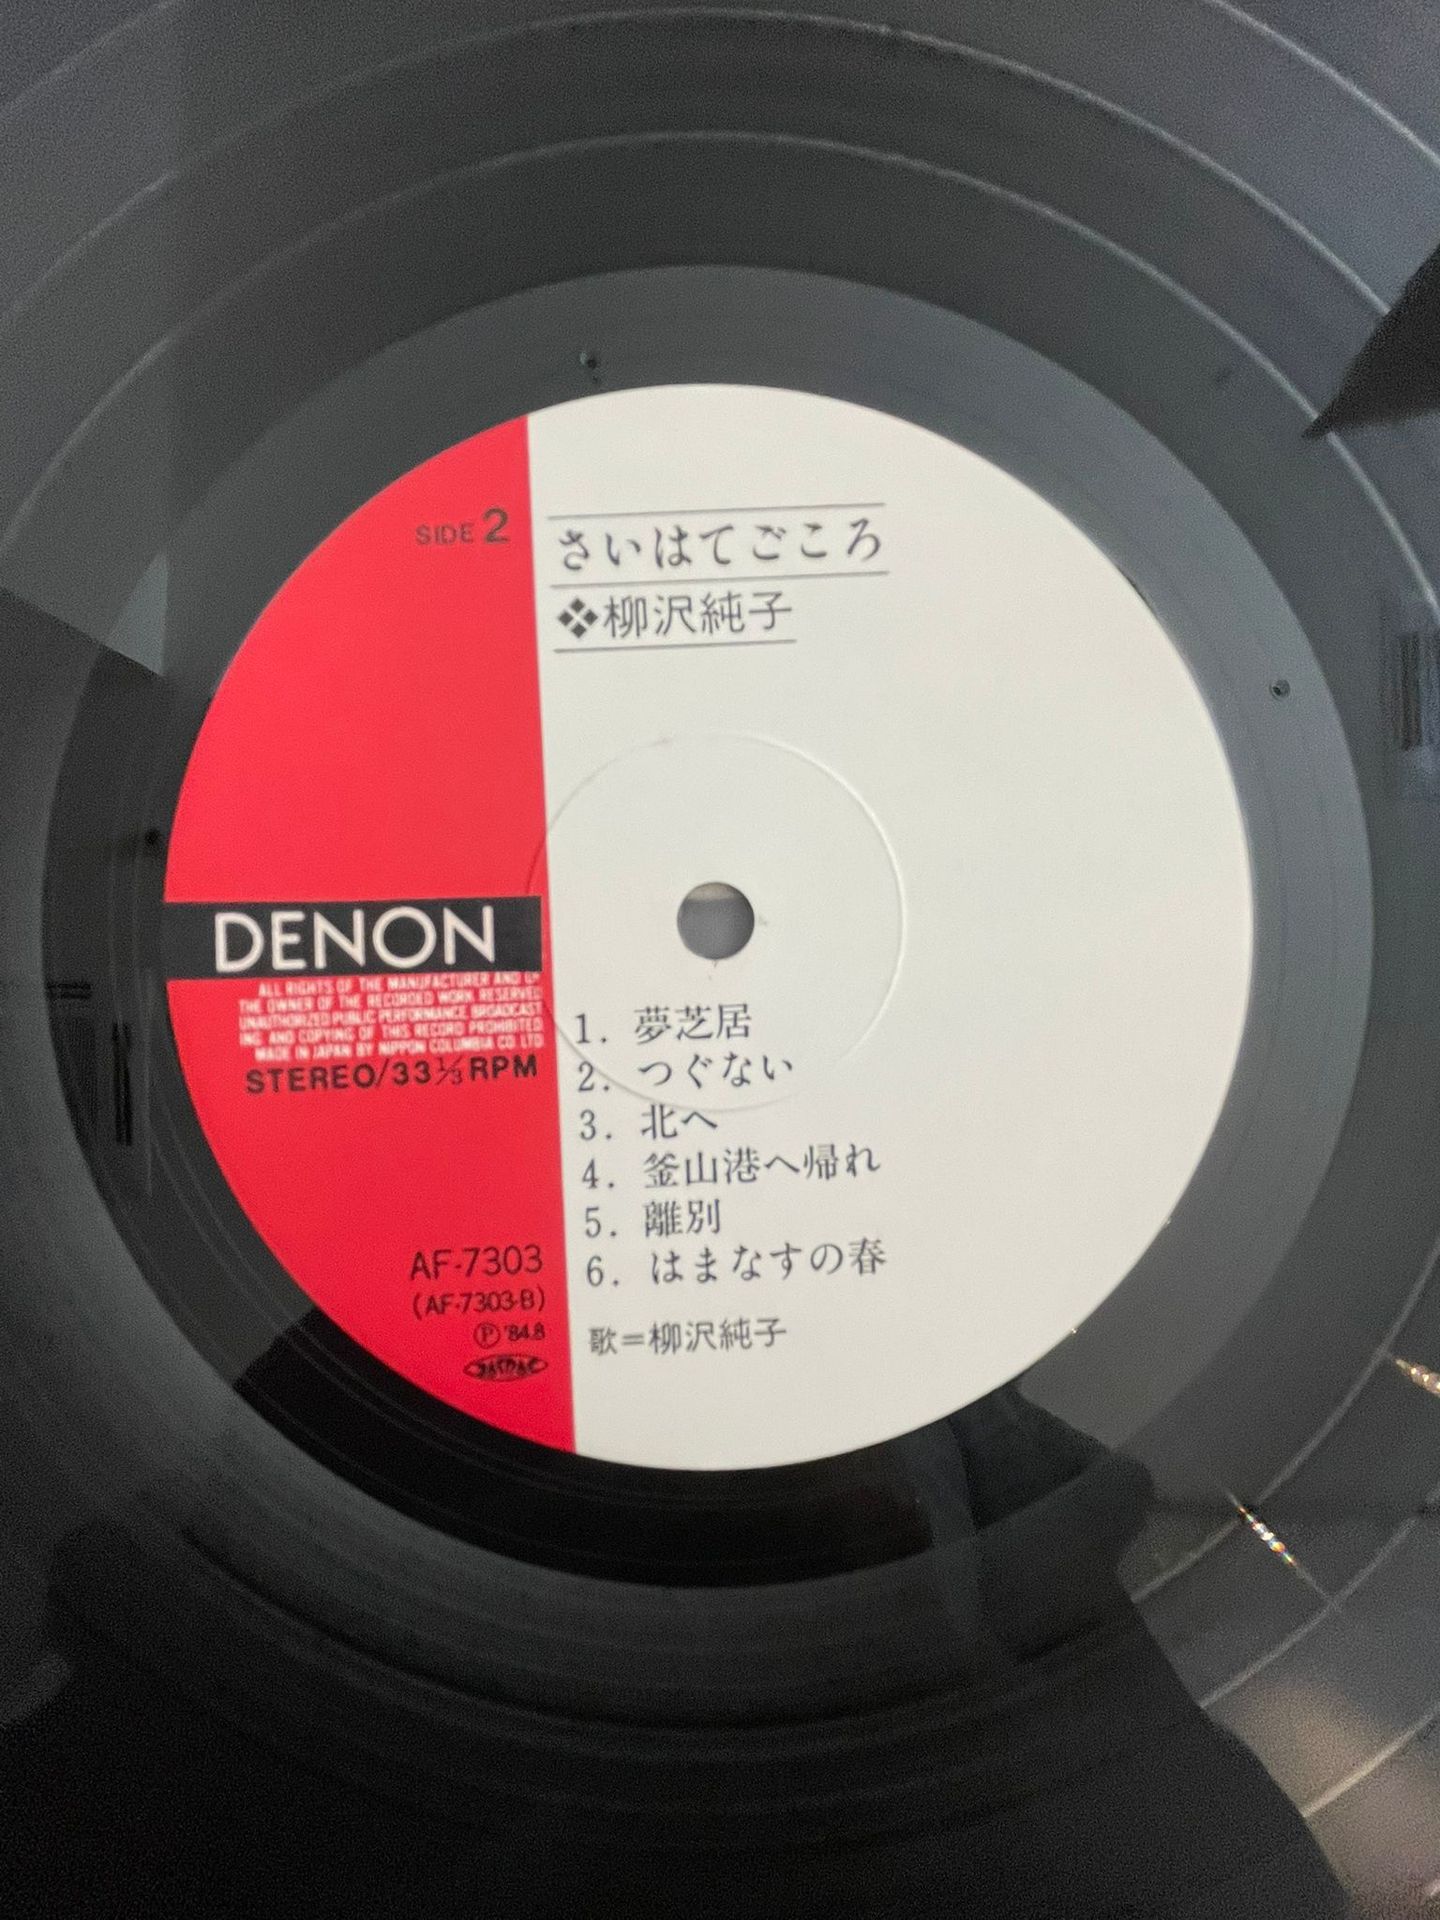 SIDE 2
さいはてごころ
❖柳沢純子
DENON
ALL RIGHTS OF THE MANUFACTURER AND OF
THE OWNER OF THE RECORDED WORK RESERVED
UNAUTHORIZED PUBLIC PERFORMANCE BROADCAST
ING AND COPYING OF THIS RECORD PROHIBITED
MADE IN JAPAN BY NIPPON COLUMBIA CO LTD
STEREO/33⅓RPM
1. 夢芝居
2. つぐない
3. 北へ
4. 釜山港へ帰れ
5. 離別
6. はまなすの春
歌=柳沢純子
AF-7303
(AF-7303-B)
Ⓟ'84.8
JASRAC